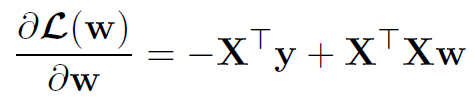 ∂𝓛(𝐰)/∂𝐰 = −𝐗⊤𝐲 + 𝐗⊤𝐗𝐰